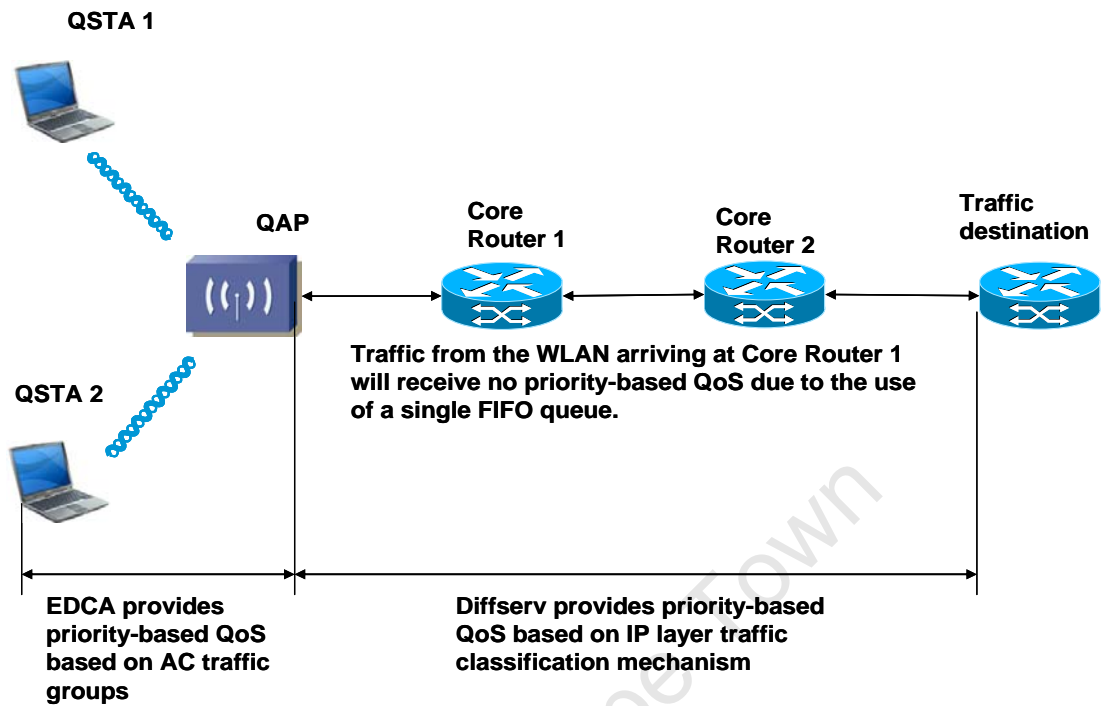 QSTA 1
QAP
Core
Router 1
Core
Router 2
Traffic
destination
Traffic from the WLAN arriving at Core Router 1
will receive no priority-based QoS due to the use
of a single FIFO queue.
QSTA 2
EDCA provides
priority-based QoS
based on AC traffic
groups
Diffserv provides priority-based
QoS based on IP layer traffic
classification mechanism
Town